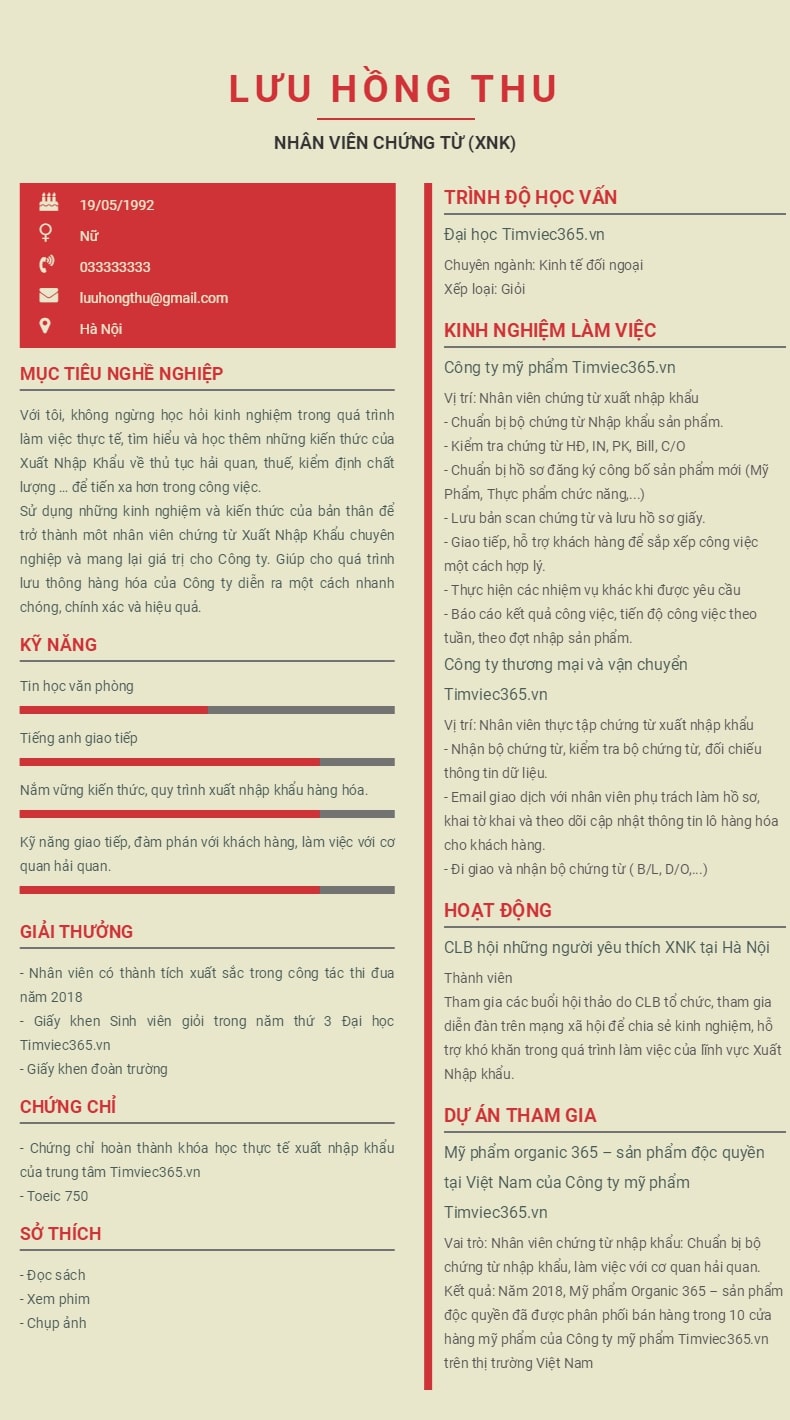 LƯU HỒNG THU
NHÂN VIÊN CHỨNG TỪ (XNK)
19/05/1992
Nữ
033333333
luuhongthu@gmail.com
Hà Nội
MỤC TIÊU NGHỀ NGHIỆP
Với tôi, không ngừng học hỏi kinh nghiệm trong quá trình
làm việc thực tế, tìm hiểu và học thêm những kiến thức của
Xuất Nhập Khẩu về thủ tục hải quan, thuế, kiểm định chất
lượng ... để tiến xa hơn trong công việc.
Sử dụng những kinh nghiệm và kiến thức của bản thân để
trở thành môt nhân viên chứng từ Xuất Nhập Khẩu chuyên
nghiệp và mang lại giá trị cho Công ty. Giúp cho quá trình
lưu thông hàng hóa của Công ty diễn ra một cách nhanh
chóng, chính xác và hiệu quả.
KỸ NĂNG
Tin học văn phòng
Tiếng anh giao tiếp
Nắm vững kiến thức, quy trình xuất nhập khẩu hàng hóa.
Kỹ năng giao tiếp, đàm phán với khách hàng, làm việc với cơ
quan hải quan.
GIẢI THƯỞNG
- Nhân viên có thành tích xuất sắc trong công tác thi đua
năm 2018
- Giấy khen Sinh viên giỏi trong năm thứ 3 Đại học
Timviec365.vn
- Giấy khen đoàn trường
CHỨNG CHỈ
- Chứng chỉ hoàn thành khóa học thực tế xuất nhập khẩu
của trung tâm Timviec365.vn
- Toeic 750
SỞ THÍCH
- Đọc sách
- Xem phim
- Chụp ảnh
TRÌNH ĐỘ HỌC VẤN
Đại học Timviec365.vn
Chuyên ngành: Kinh tế đối ngoại
Xếp loại: Giỏi
KINH NGHIỆM LÀM VIỆC
Công ty mỹ phẩm Timviec365.vn
Vị trí: Nhân viên chứng từ xuất nhập khẩu
- Chuẩn bị bộ chứng từ Nhập khẩu sản phẩm.
- Kiểm tra chứng từ HĐ, IN, PK, Bill, C/O
- Chuẩn bị hồ sơ đăng ký công bố sản phẩm mới (Mỹ
Phẩm, Thực phẩm chức năng,...)
- Lưu bản scan chứng từ và lưu hồ sơ giấy.
- Giao tiếp, hỗ trợ khách hàng để sắp xếp công việc
một cách hợp lý.
- Thực hiện các nhiệm vụ khác khi được yêu cầu
- Báo cáo kết quả công việc, tiến độ công việc theo
tuần, theo đợt nhập sản phẩm.
Công ty thương mại và vận chuyển
Timviec365.vn
Vị trí: Nhân viên thực tập chứng từ xuất nhập khẩu
- Nhận bộ chứng từ, kiểm tra bộ chứng từ, đối chiếu
thông tin dữ liệu.
- Email giao dịch với nhân viên phụ trách làm hồ sơ,
khai tờ khai và theo dõi cập nhật thông tin lô hàng hóa
cho khách hàng.
- Đi giao và nhận bộ chứng từ ( B/L, D/O,...)
HOẠT ĐỘNG
CLB hội những người yêu thích XNK tại Hà Nội
Thành viên
Tham gia các buổi hội thảo do CLB tổ chức, tham gia
diễn đàn trên mạng xã hội để chia sẻ kinh nghiệm, hỗ
trợ khó khăn trong quá trình làm việc của lĩnh vực Xuất
Nhập khẩu.
DỰ ÁN THAM GIA
Mỹ phẩm organic 365 – sản phẩm độc quyền
tại Việt Nam của Công ty mỹ phẩm
Timviec365.vn
Vai trò: Nhân viên chứng từ nhập khẩu: Chuẩn bị bộ
chứng từ nhập khẩu, làm việc với cơ quan hải quan.
Kết quả: Năm 2018, Mỹ phẩm Organic 365 – sản phẩm
độc quyền đã được phân phối bán hàng trong 10 cửa
hàng mỹ phẩm của Công ty mỹ phẩm Timviec365.vn
trên thị trường Việt Nam